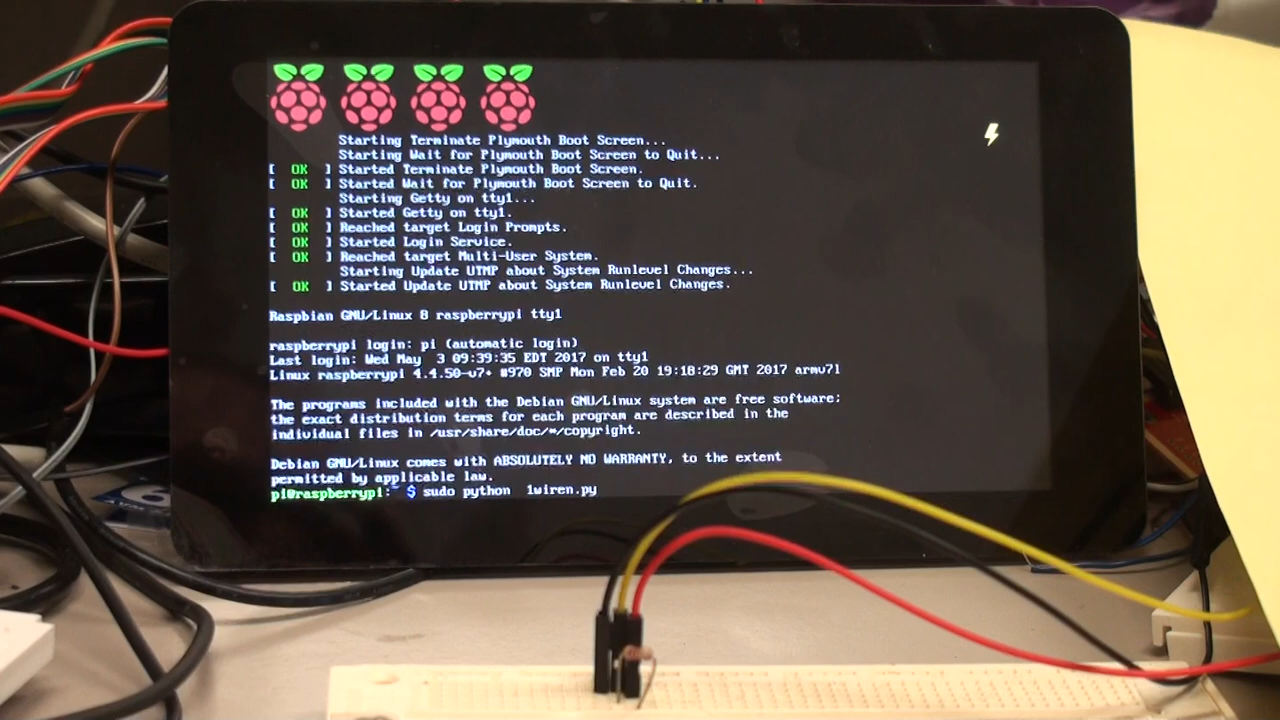 Starting Terminate Plymouth Boot Screen...
Starting Wait for Plymouth Boot Screen to Quit...
[ OK ] Started Terminate Plymouth Boot Screen.
[ OK ] Started Wait for Plymouth Boot Screen to Quit.
Starting Getty on tty1...
[ OK ] Started Getty on tty1.
[ OK ] Reached target Login Prompts.
[ OK ] Started Login Service.
[ OK ] Reached target Multi-User System.
Starting Update UTMP about System Runlevel Changes...
[ OK ] Started Update UTMP about System Runlevel Changes.
Raspbian GNU/Linux 8 raspberrypi tty1
raspberrypi login: pi (automatic login)
Last login: Wed May  3 09:39:35 EDT 2017 on tty1
Linux raspberrypi 4.4.50-v7+ #970 SMP Mon Feb 20 19:18:29 GMT 2017 armv7l
The programs included with the Debian GNU/Linux system are free software;
the exact distribution terms for each program are described in the
individual files in /usr/share/doc/*/copyright.
Debian GNU/Linux comes with ABSOLUTELY NO WARRANTY, to the extent
permitted by applicable law.
pi@raspberrypi:~ $ sudo python  1wiren.py